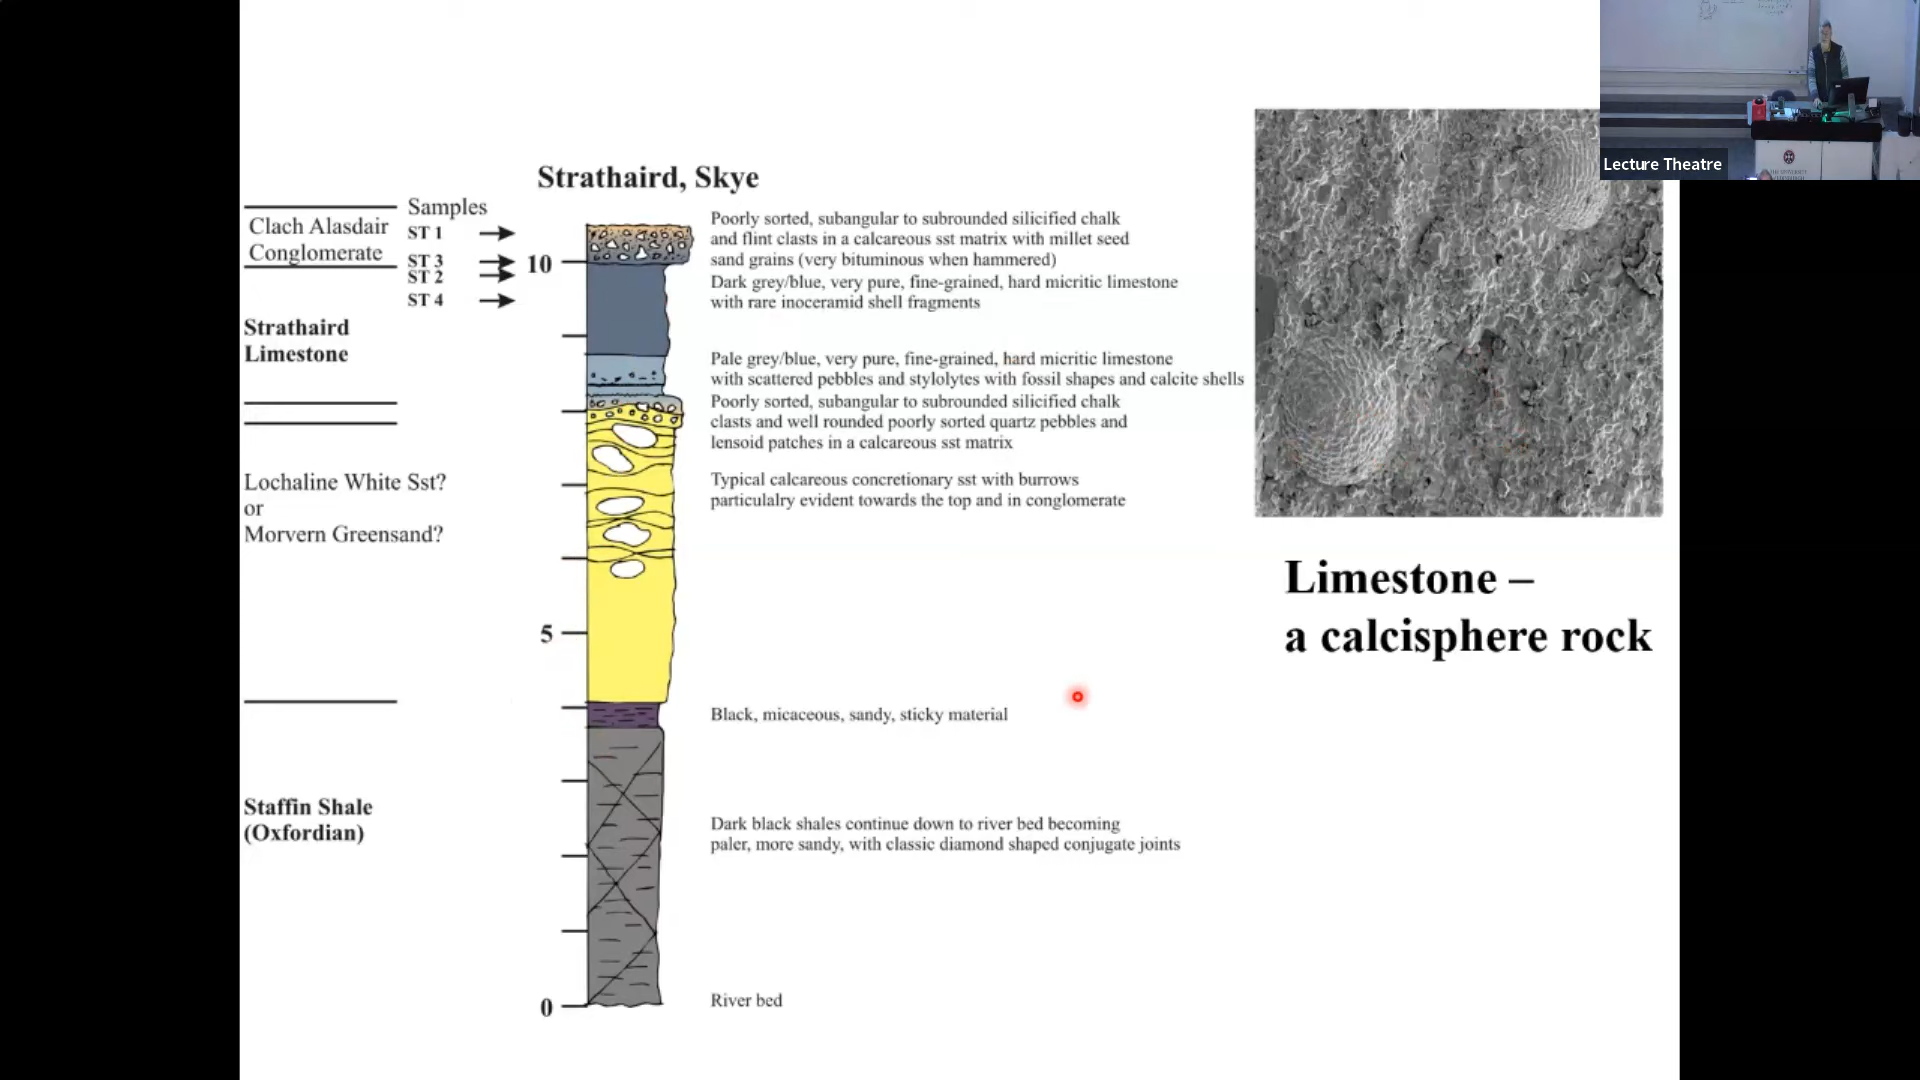 Lecture Theatre
Strathaird, Skye
Samples
Clach Alasdair
Conglomerate
ST 1
ST 3
ST 2
ST 4
10
Poorly sorted, subangular to subrounded silicified chalk
and flint clasts in a calcareous sst matrix with millet seed
sand grains (very bituminous when hammered)
Dark grey/blue, very pure, fine-grained, hard micritic limestone
with rare inoceramid shell fragments
Strathaird
Limestone
Pale grey/blue, very pure, fine-grained, hard micritic limestone
with scattered pebbles and stylolytes with fossil shapes and calcite shells
Poorly sorted, subangular to subrounded silicified chalk
clasts and well rounded poorly sorted quartz pebbles and
lensoid patches in a calcareous sst matrix
Lochaline White Sst?
or
Morvern Greensand?
Typical calcareous concretionary sst with burrows
particulalry evident towards the top and in conglomerate
Limestone –
a calcisphere rock
5
Black, micaceous, sandy, sticky material
Staffin Shale
(Oxfordian)
Dark black shales continue down to river bed becoming
paler, more sandy, with classic diamond shaped conjugate joints
0
River bed